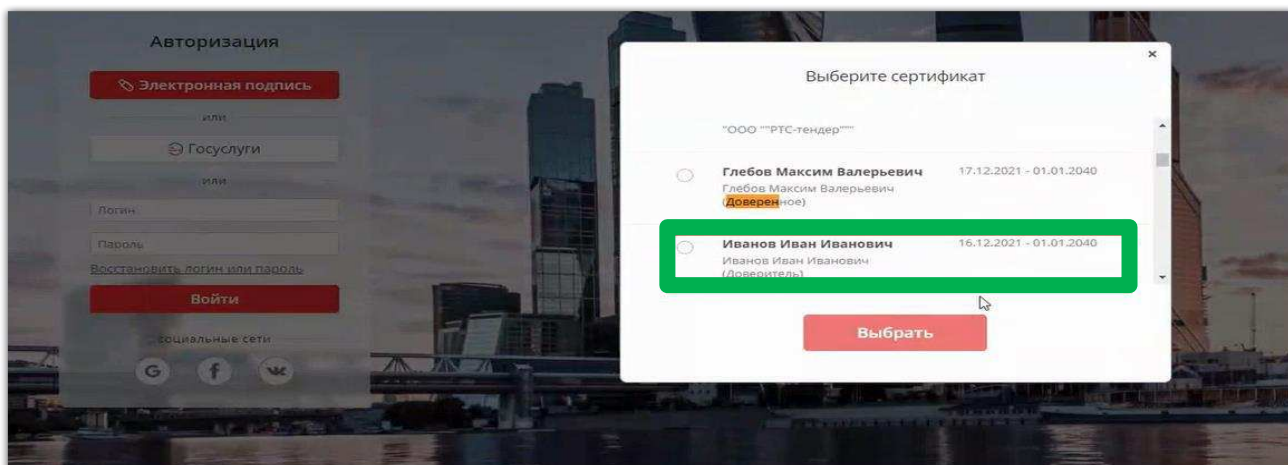 Авторизация
Электронная подпись
или
Госуслуги
или
Логин
Пароль
Восстановить логин или пароль
Войти
социальные сети
G f
×
Выберите сертификат
"ООО ""РТС-тендер"""
Глебов Максим Валерьевич 17.12.2021 - 01.01.2040
Глебов Максим Валерьевич
(Доверенное)
Иванов Иван Иванович 16.12.2021 - 01.01.2040
Иванов Иван Иванович
(Доверитель)
Выбрать